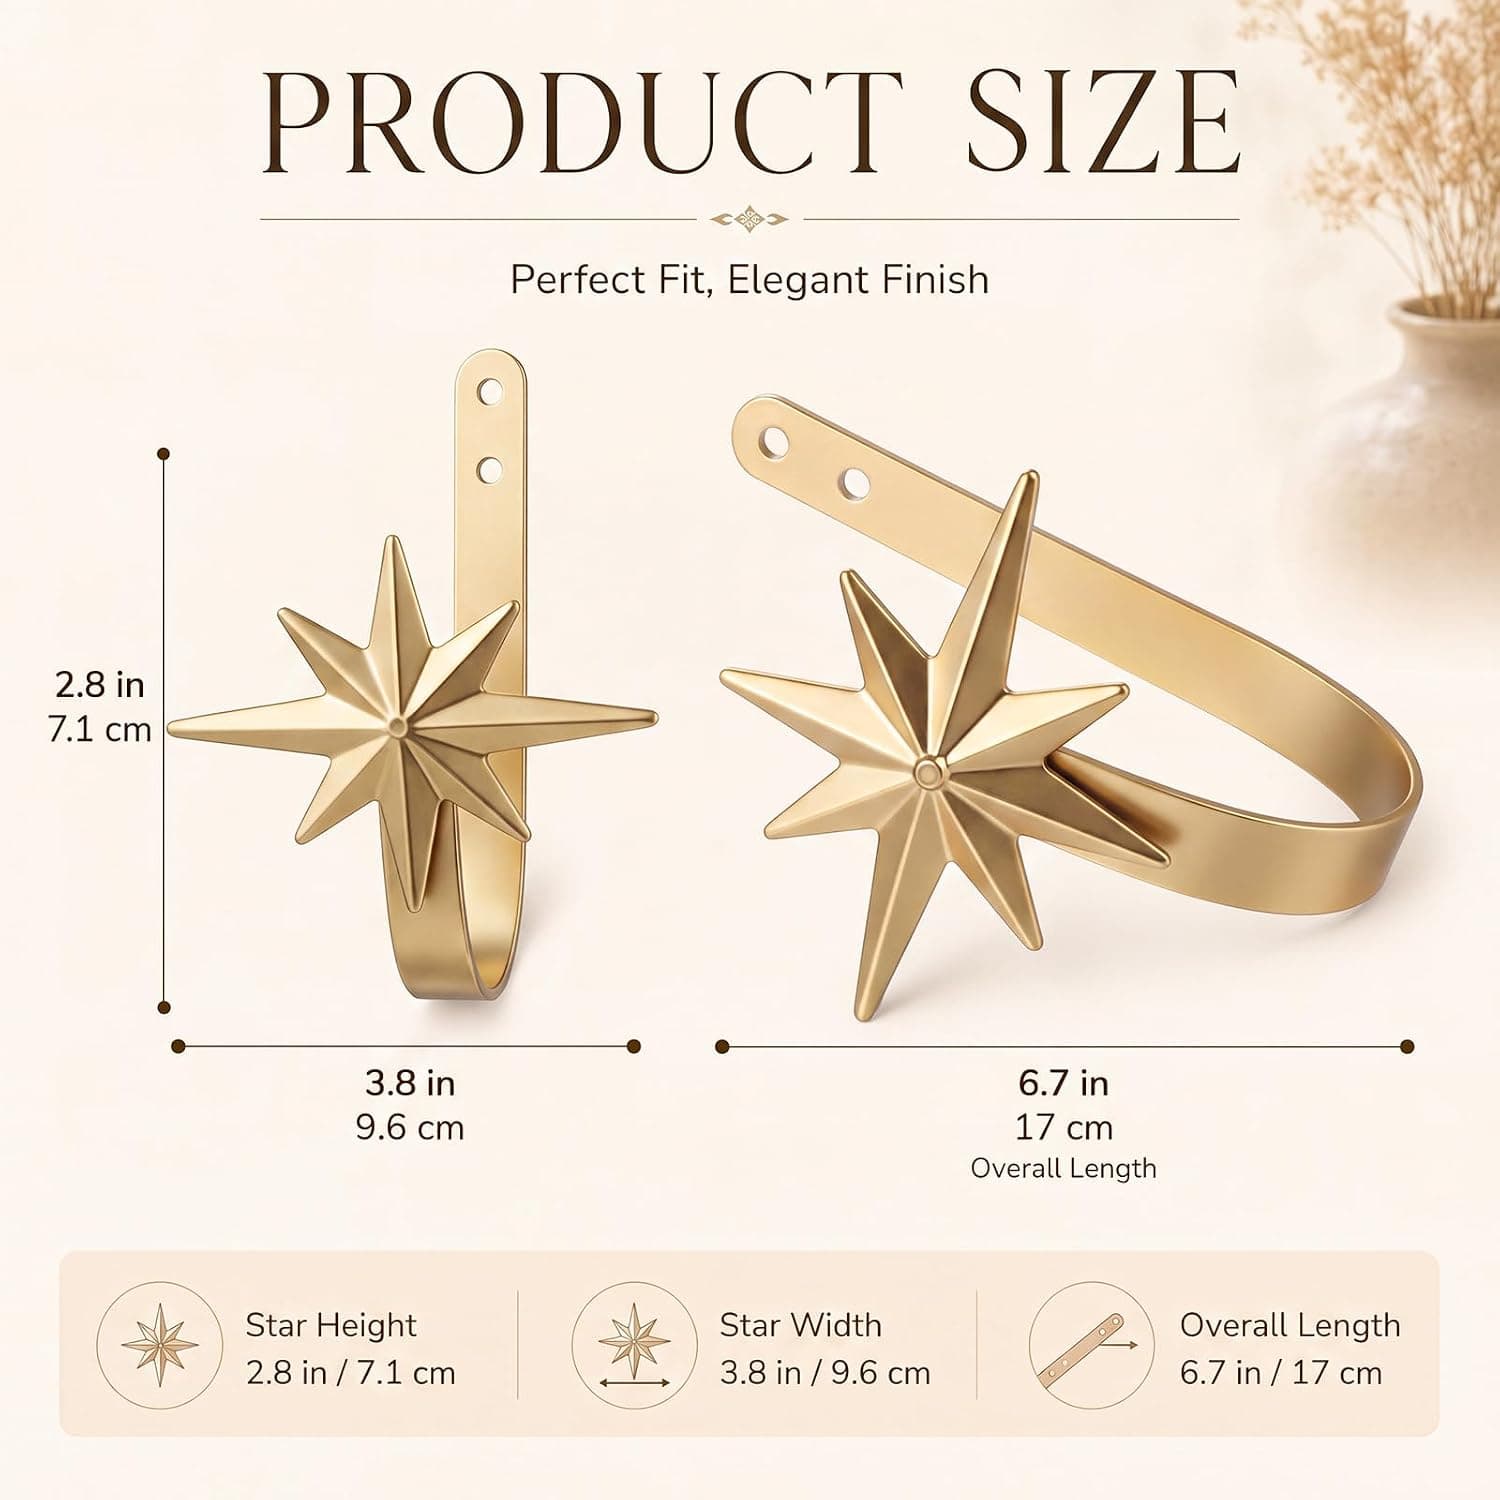 PRODUCT SIZE
Perfect Fit, Elegant Finish
2.8 in
7.1 cm
3.8 in
9.6 cm
6.7 in
17 cm
Overall Length
Star Height
2.8 in / 7.1 cm
Star Width
3.8 in / 9.6 cm
Overall Length
6.7 in / 17 cm